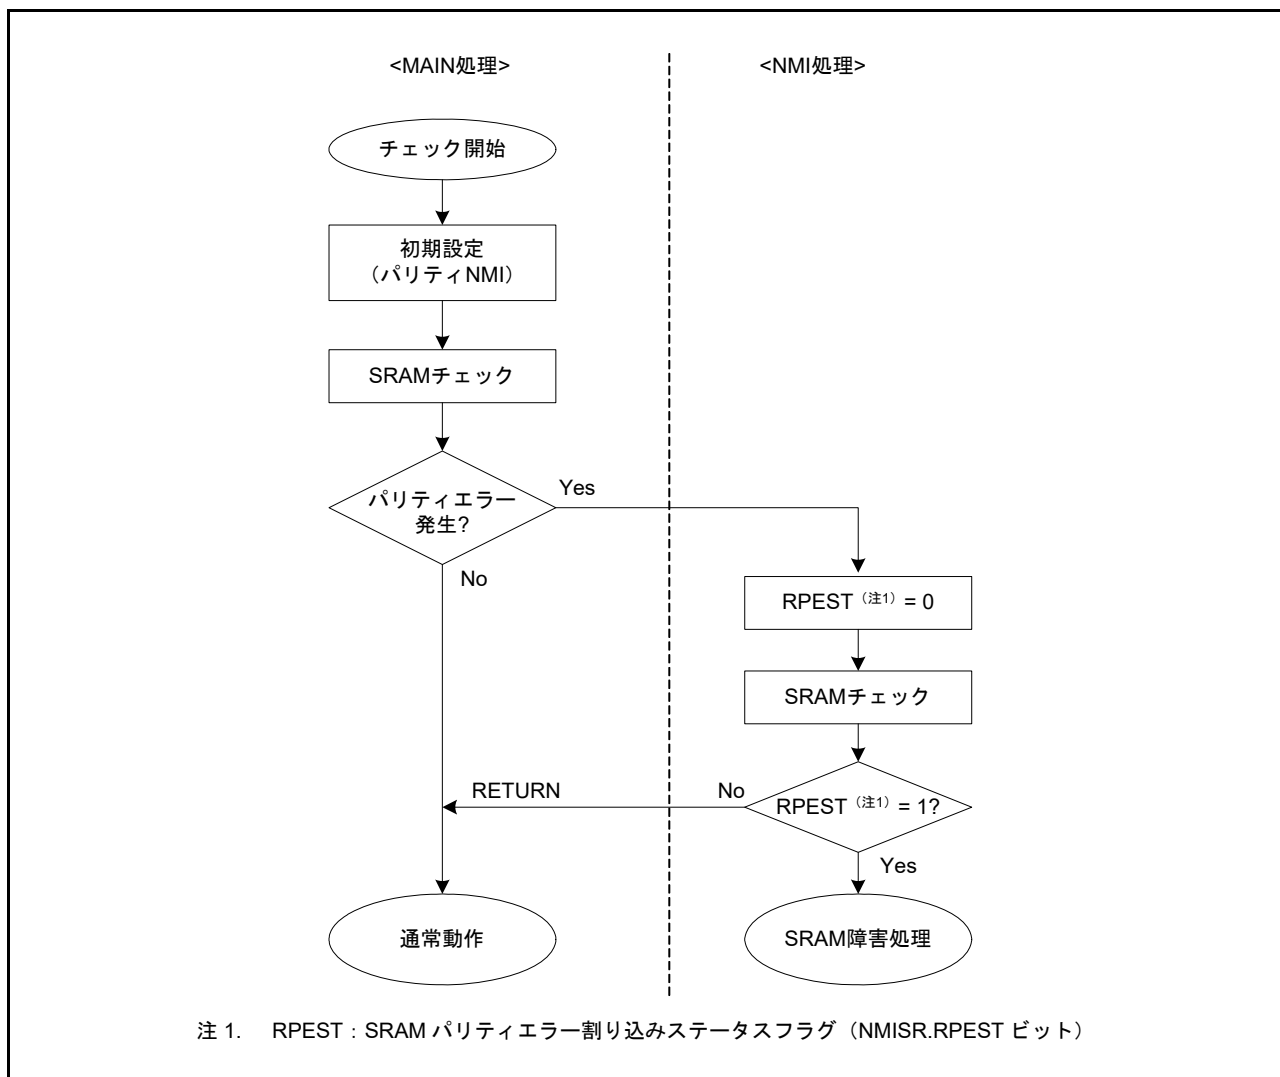 <MAIN処理>
<NMI処理>
チェック開始
初期設定
（パリティNMI）
SRAMチェック
パリティエラー
発生?
Yes
No
RPEST（注1）= 0
SRAMチェック
RPEST（注1）= 1?
No
RETURN
Yes
通常動作
SRAM障害処理
注 1. RPEST：SRAM パリティエラー割り込みステータスフラグ（NMISR.RPEST ビット）